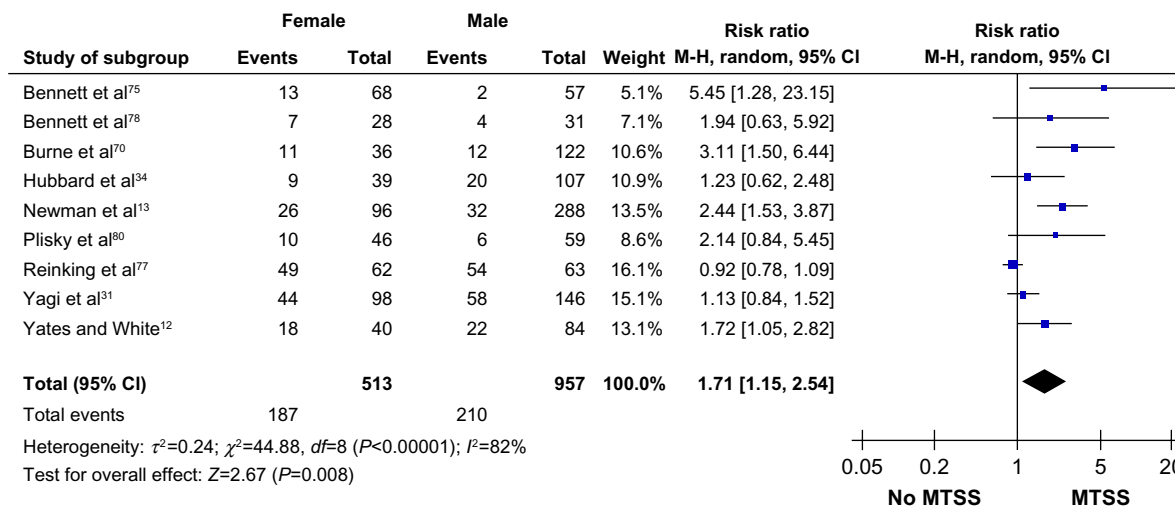 Female Male Risk ratio Risk ratio
Study of subgroup Events Total Events Total Weight M-H, random, 95% CI M-H, random, 95% CI
Bennett et al⁷⁵ 13 68 2 57 5.1% 5.45 [1.28, 23.15]
Bennett et al⁷⁸ 7 28 4 31 7.1% 1.94 [0.63, 5.92]
Burne et al⁷⁰ 11 36 12 122 10.6% 3.11 [1.50, 6.44]
Hubbard et al³⁴ 9 39 20 107 10.9% 1.23 [0.62, 2.48]
Newman et al¹³ 26 96 32 288 13.5% 2.44 [1.53, 3.87]
Plisky et al⁸⁰ 10 46 6 59 8.6% 2.14 [0.84, 5.45]
Reinking et al⁷⁷ 49 62 54 63 16.1% 0.92 [0.78, 1.09]
Yagi et al³¹ 44 98 58 146 15.1% 1.13 [0.84, 1.52]
Yates and White¹² 18 40 22 84 13.1% 1.72 [1.05, 2.82]
Total (95% CI) 513 957 100.0% 1.71 [1.15, 2.54]
Total events 187 210
Heterogeneity: τ²=0.24; χ²=44.88, df=8 (P<0.00001); I²=82%
Test for overall effect: Z=2.67 (P=0.008)
0.05 0.2 1 5 20
No MTSS MTSS